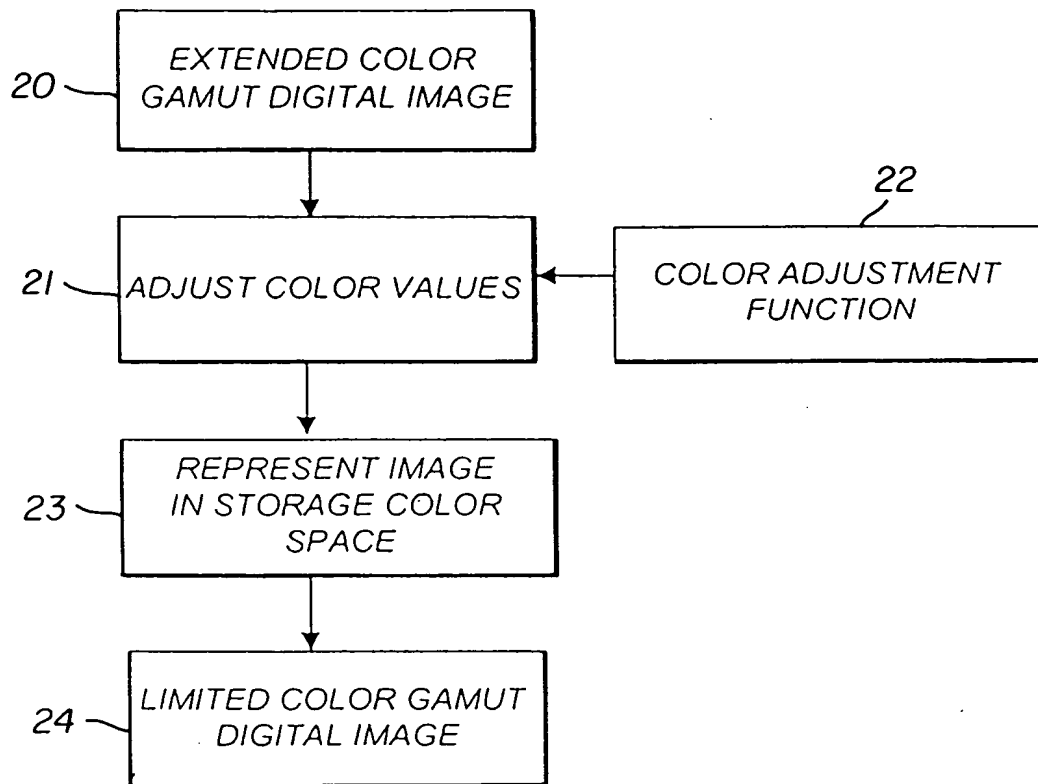 20
EXTENDED COLOR
GAMUT DIGITAL IMAGE
21
ADJUST COLOR VALUES
22
COLOR ADJUSTMENT
FUNCTION
23
REPRESENT IMAGE
IN STORAGE COLOR
SPACE
24
LIMITED COLOR GAMUT
DIGITAL IMAGE